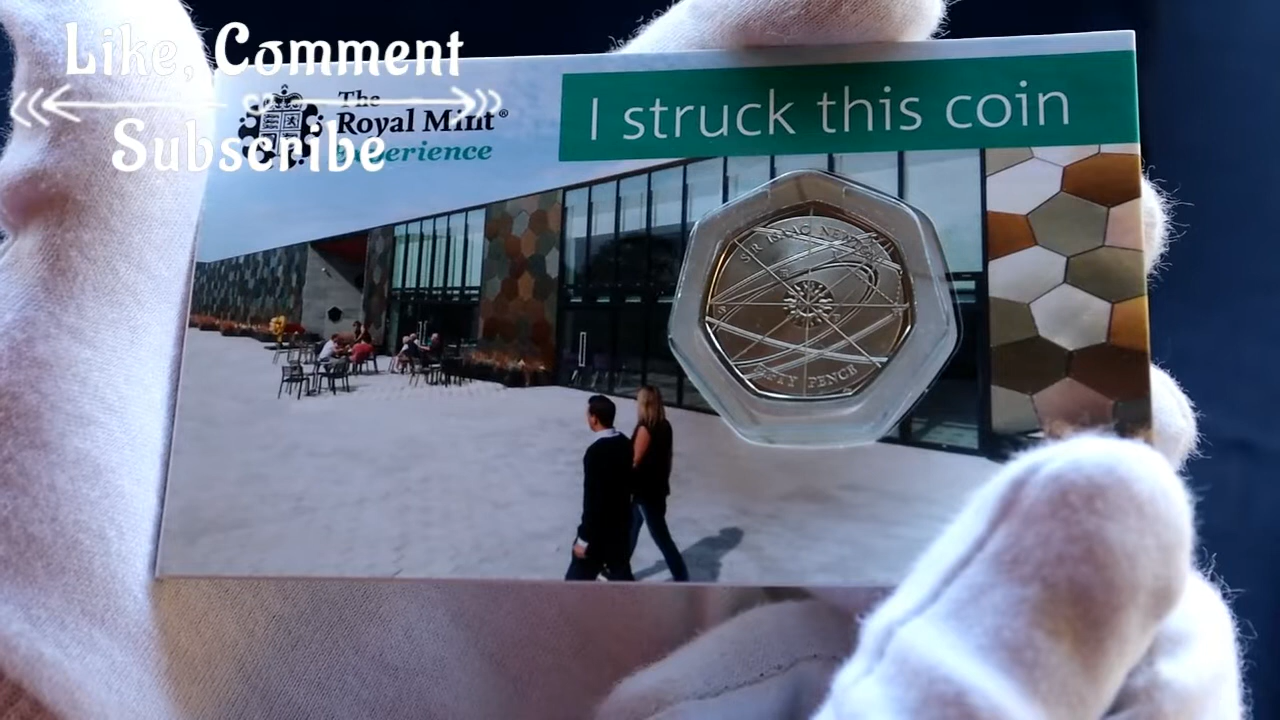 Like, Comment
Subscribe
The
Royal Mint®
Experience
I struck this coin
SIR ISAAC NEWTON
FIFTY PENCE